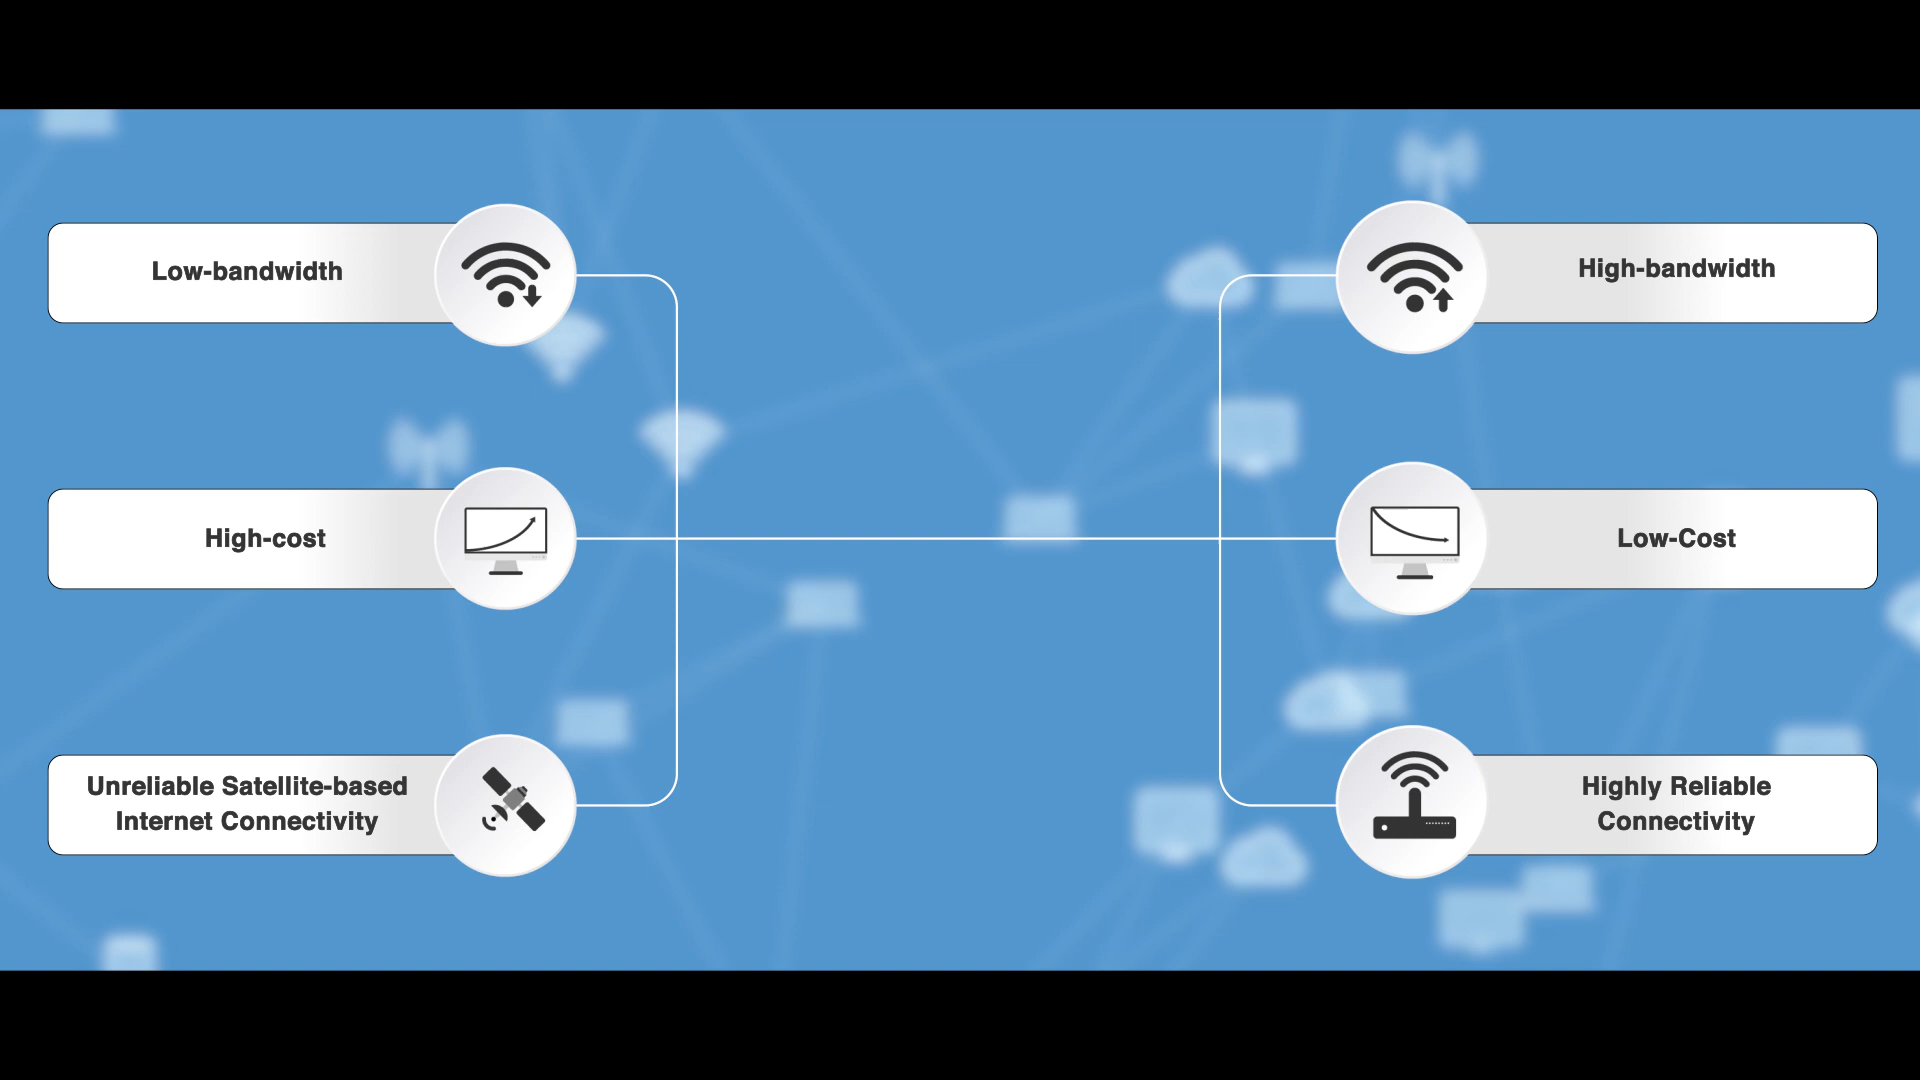 Low-bandwidth
High-bandwidth
High-cost
Low-Cost
Unreliable Satellite-based
Internet Connectivity
Highly Reliable
Connectivity